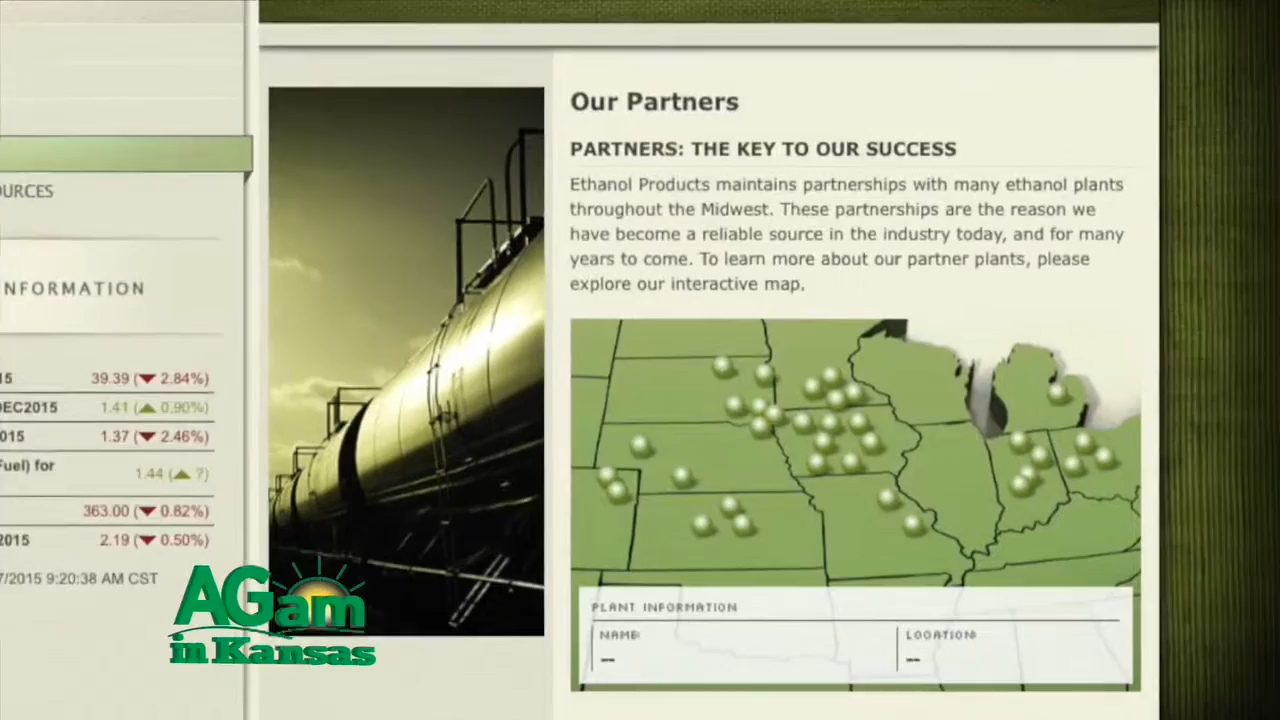 OURCES
NFORMATION
15 39.39 (▼ 2.84%)
DEC2015 1.41 (▲ 0.90%)
015 1.37 (▼ 2.46%)
Fuel) for
1.44 (▲ ?)
363.00 (▼ 0.82%)
2015 2.19 (▼ 0.50%)
7/2015 9:20:38 AM CST
AGam
in Kansas
Our Partners
PARTNERS: THE KEY TO OUR SUCCESS
Ethanol Products maintains partnerships with many ethanol plants
throughout the Midwest. These partnerships are the reason we
have become a reliable source in the industry today, and for many
years to come. To learn more about our partner plants, please
explore our interactive map.
PLANT INFORMATION
NAME: LOCATION:
-- --